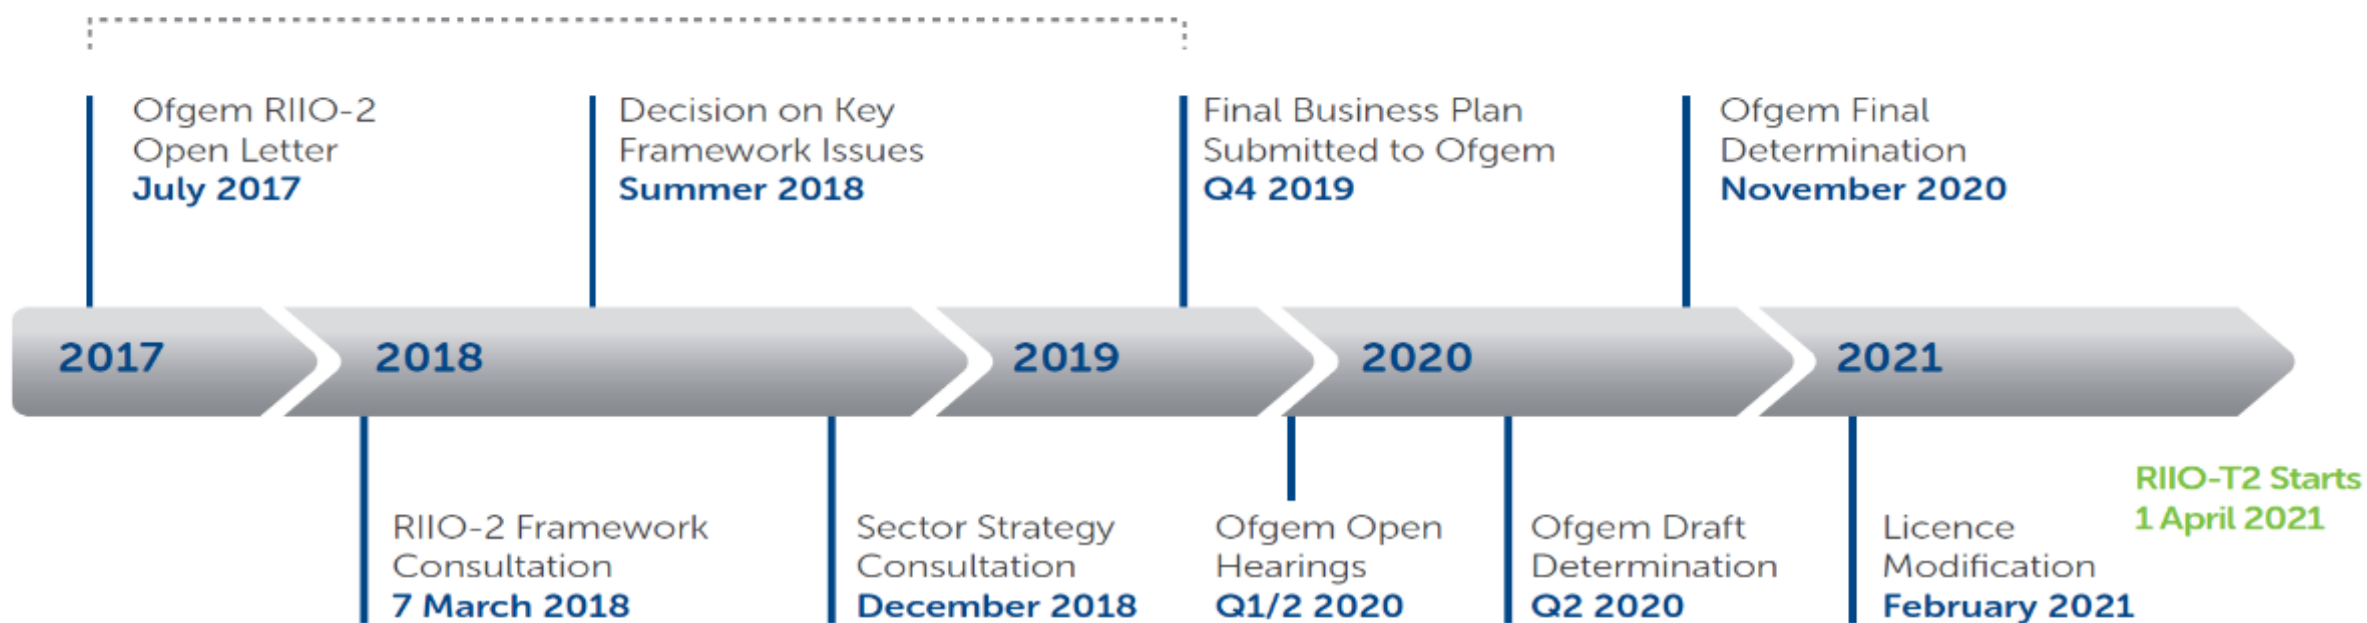 Ofgem RIIO-2
Open Letter
July 2017
Decision on Key
Framework Issues
Summer 2018
Final Business Plan
Submitted to Ofgem
Q4 2019
Ofgem Final
Determination
November 2020
2017
2018
2019
2020
2021
RIIO-2 Framework
Consultation
7 March 2018
Sector Strategy
Consultation
December 2018
Ofgem Open
Hearings
Q1/2 2020
Ofgem Draft
Determination
Q2 2020
Licence
Modification
February 2021
RIIO-T2 Starts
1 April 2021